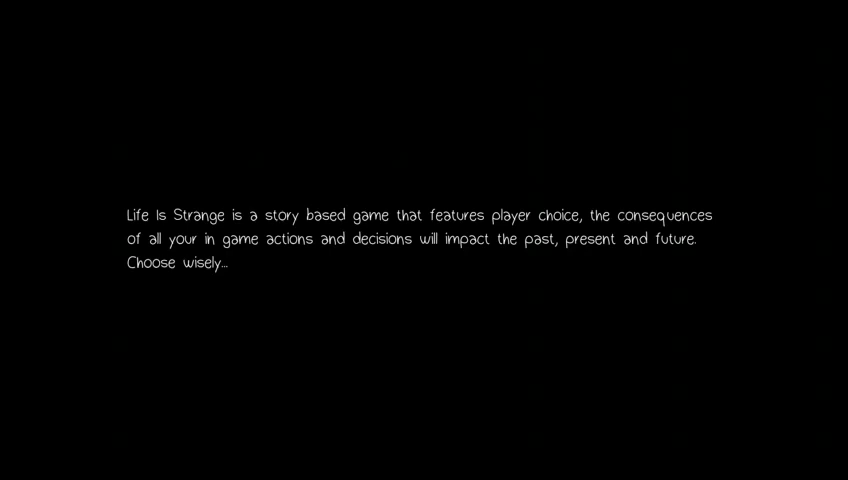 Life Is Strange is a story based game that features player choice, the consequences
of all your in game actions and decisions will impact the past, present and future.
Choose wisely...